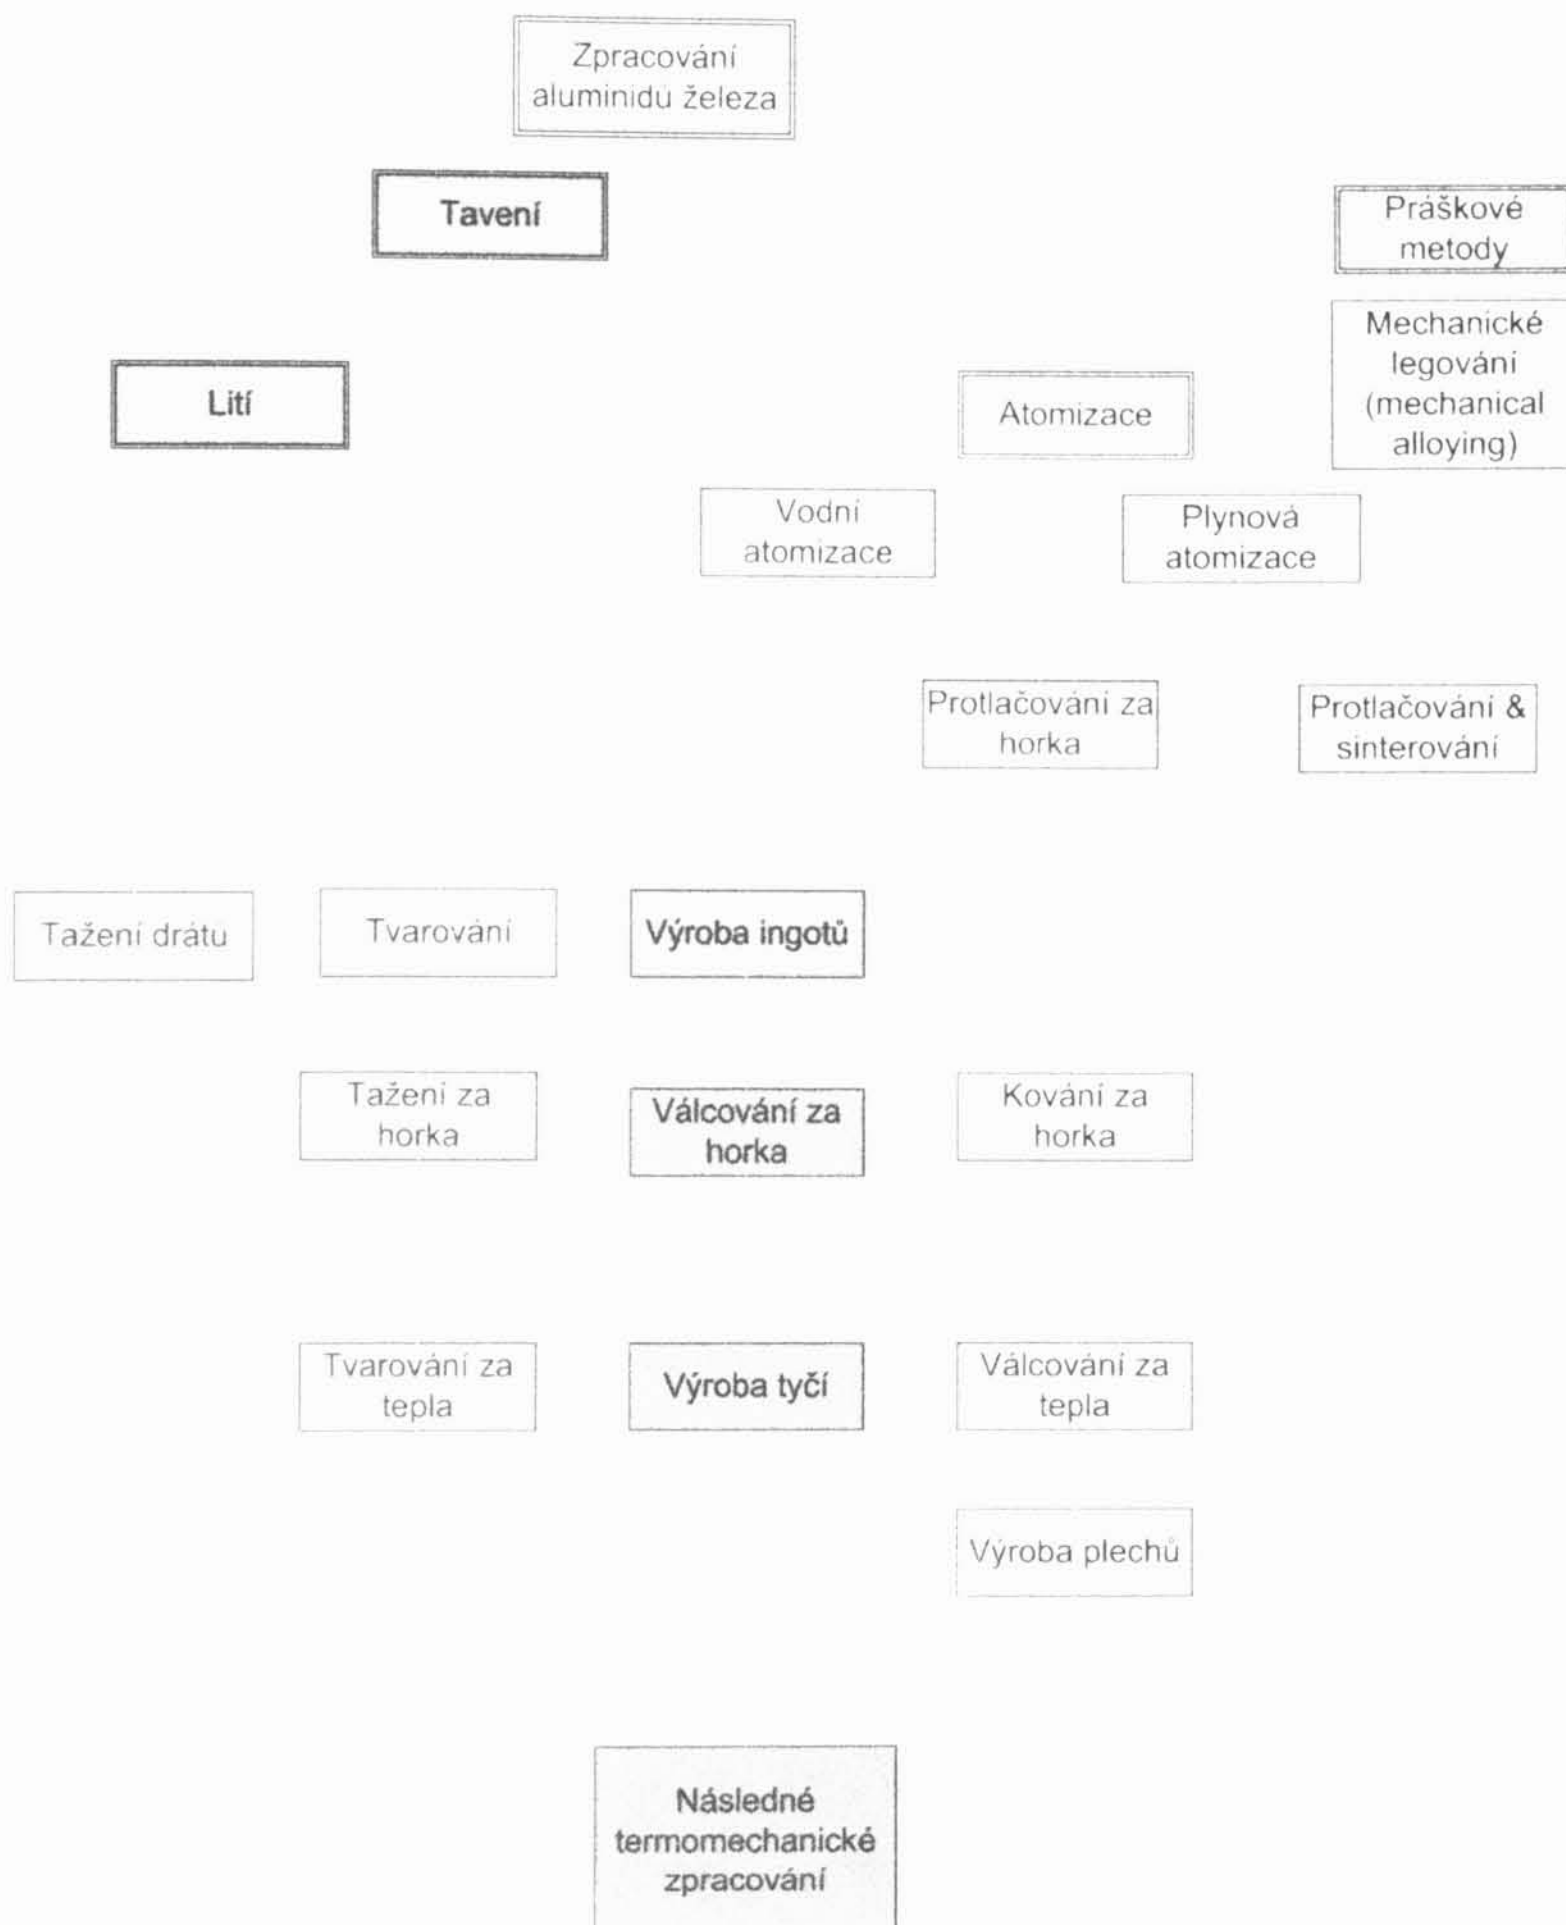 Zpracování
aluminidu železa
Tavení
Práškové
metody
Lití
Atomizace
Mechanické
legování
(mechanical
alloying)
Vodní
atomizace
Plynová
atomizace
Protlačování za
horka
Protlačování &
sinterování
Tažení drátu
Tvarování
Výroba ingotů
Tažení za
horka
Válcování za
horka
Kování za
horka
Tvarování za
tepla
Výroba tyčí
Válcování za
tepla
Výroba plechů
Následné
termomechanické
zpracování